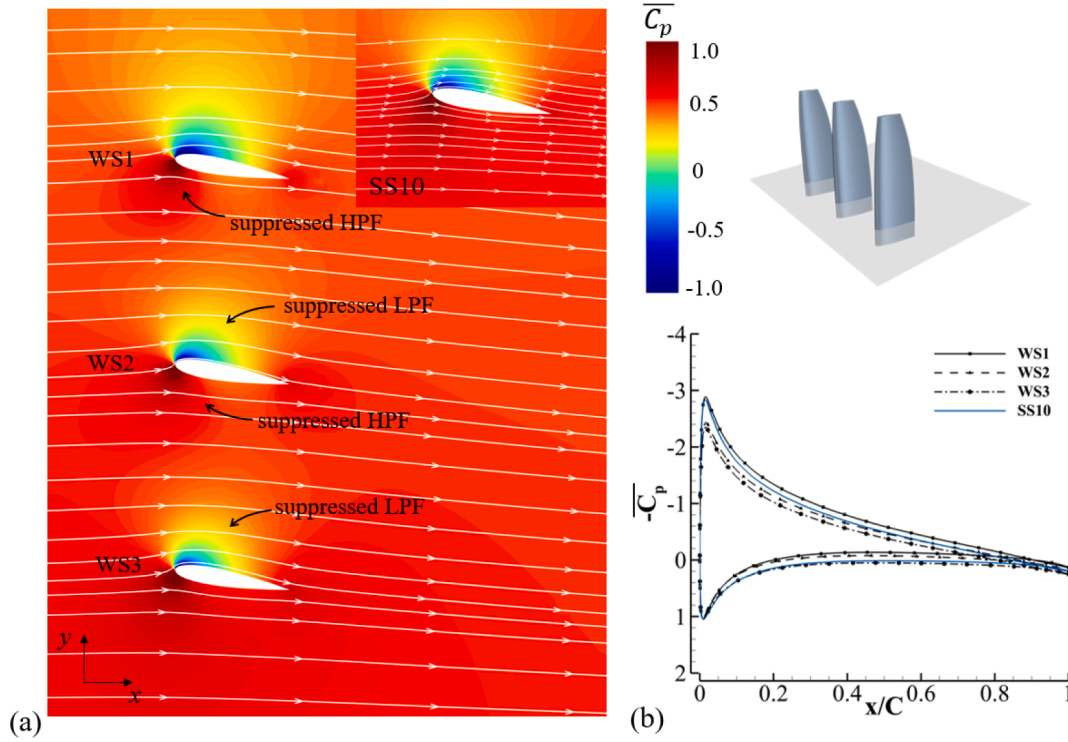 WS1
suppressed HPF
SS10
suppressed LPF
WS2
suppressed HPF
suppressed LPF
WS3
y
x
(a)
C̅p̅
1.0
0.5
0
-0.5
-1.0
-4
-3
-2
-1
0
1
2
-C̅p̅
WS1
WS2
WS3
SS10
0 0.2 0.4 0.6 0.8 1
x/C
(b)